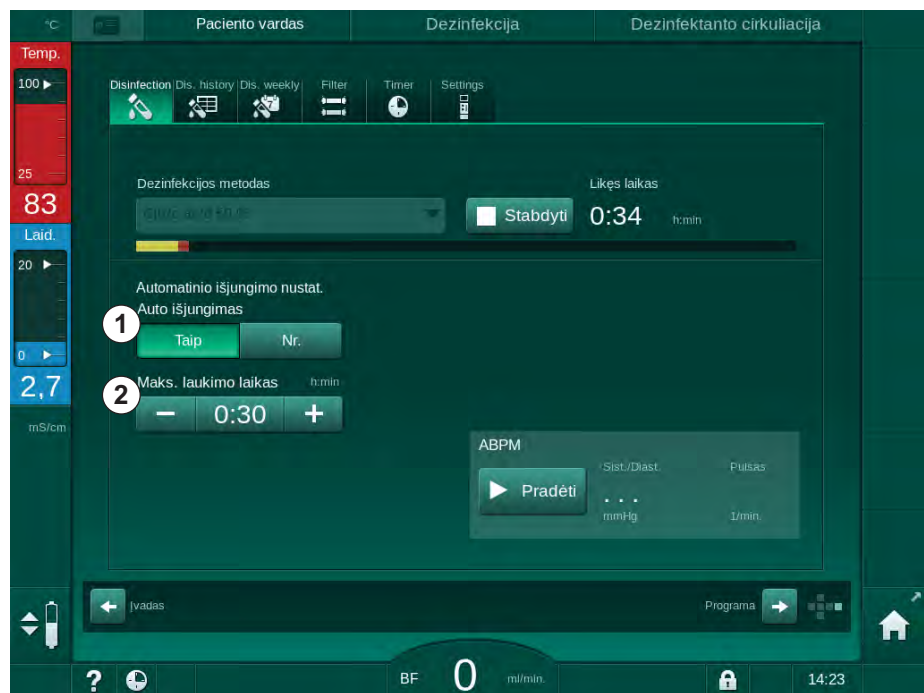 °C Paciento vardas Dezinfekcija Dezinfektanto cirkuliacija
Temp.
100
25
83
Laid.
20
0
2,7
mS/cm
Disinfection Dis. history Dis. weekly Filter Timer Settings
Dezinfekcijos metodas
Likęs laikas
Stabdyti 0:34 h:min
Automatinio išjungimo nustat.
Auto išjungimas
1
Taip Nr.
2
Maks. laukimo laikas h:min
− 0:30 +
ABPM
Sist./Diast. Pulsas
Pradėti
. . .
mmHg 1/min.
Įvadas Programa
? BF 0 ml/min. 14:23